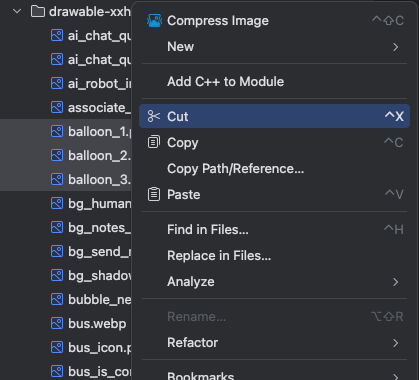 drawable-xxh
ai_chat_qu
ai_chat_qu
ai_robot_in
associate_
balloon_1.p
balloon_2.
balloon_3.
bg_human
bg_notes_
bg_send_r
bg_shadov
bubble_ne
bus.webp
bus_icon.p
bus_is_cor
Compress Image ^⇧C
New
Add C++ to Module
Cut ^X
Copy ^C
Copy Path/Reference...
Paste ^V
Find in Files... ^H
Replace in Files...
Analyze
Rename... ⌥⇧R
Refactor
Bookmarks